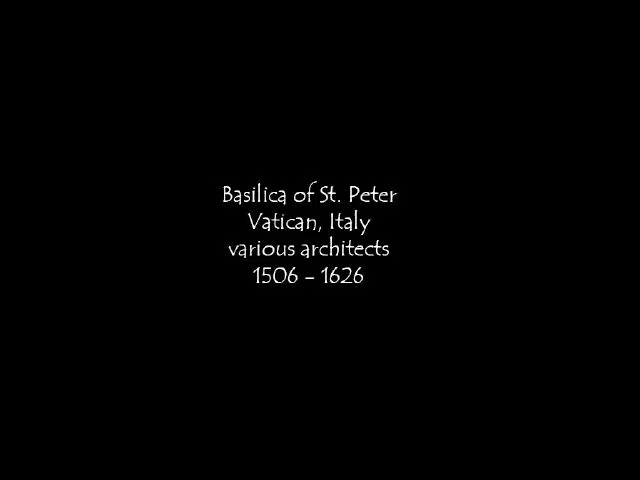 Basilica of St. Peter
Vatican, Italy
various architects
1506 - 1626